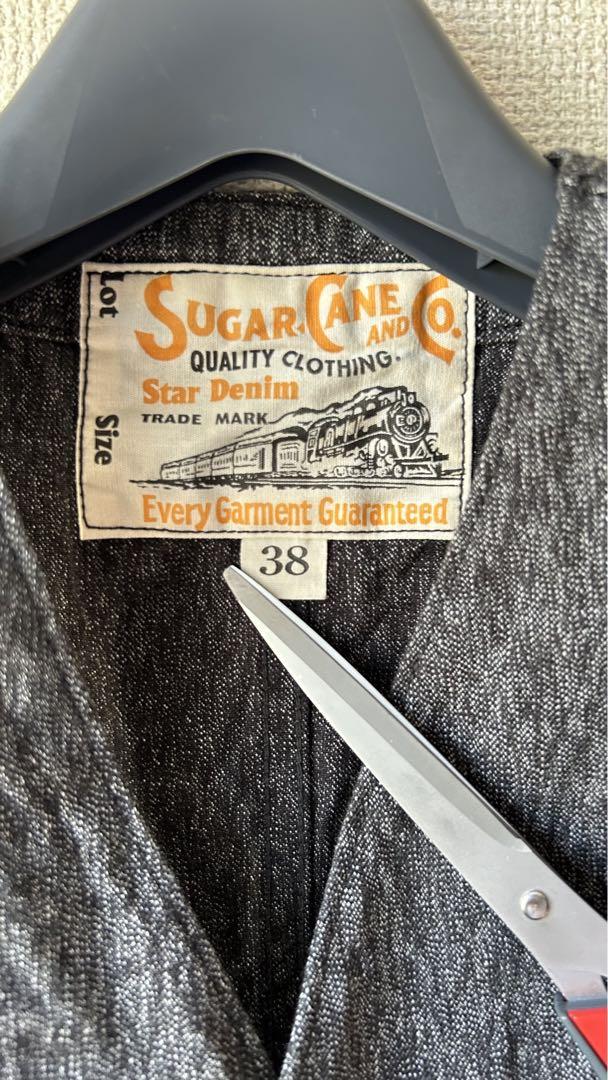 Lot
Size
SUGAR CANE AND CO.
QUALITY CLOTHING.
Star Denim
TRADE MARK
Every Garment Guaranteed
38